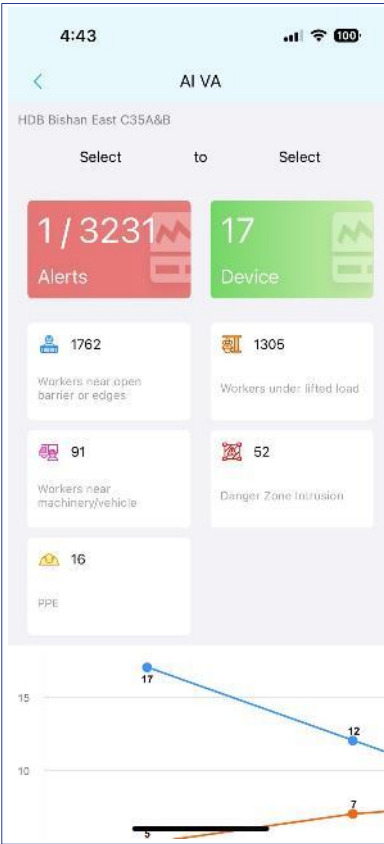 4:43
100
AI VA
HDB Bishan East C35A&B
Select to Select
1 / 3231
Alerts
17
Device
1762
Workers near open
barrier or edges
1305
Workers under lifted load
91
Workers near
machinery/vehicle
52
Danger Zone Intrusion
16
PPE
15
17
12
10
7
5